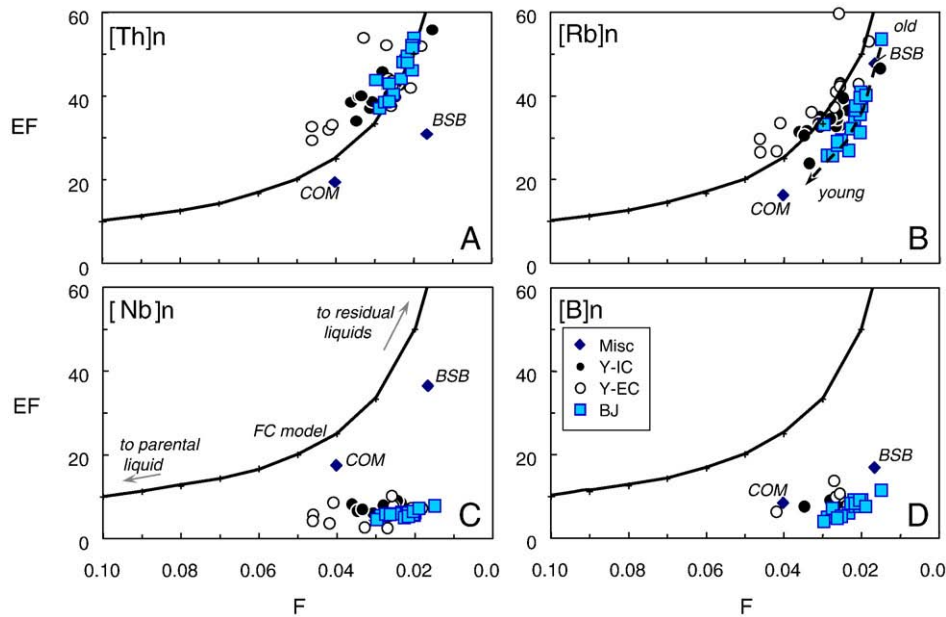 [Th]n
60
40
EF
20
0
BSB
COM
A
[Rb]n
60
40
20
0
old
BSB
young
COM
B
[Nb]n
60
40
EF
20
0
to residual
liquids
BSB
FC model
to parental
liquid
COM
C
0.10
0.08
0.06
0.04
0.02
0.0
F
[B]n
60
40
20
0
Misc
Y-IC
Y-EC
BJ
BSB
COM
D
0.10
0.08
0.06
0.04
0.02
0.0
F